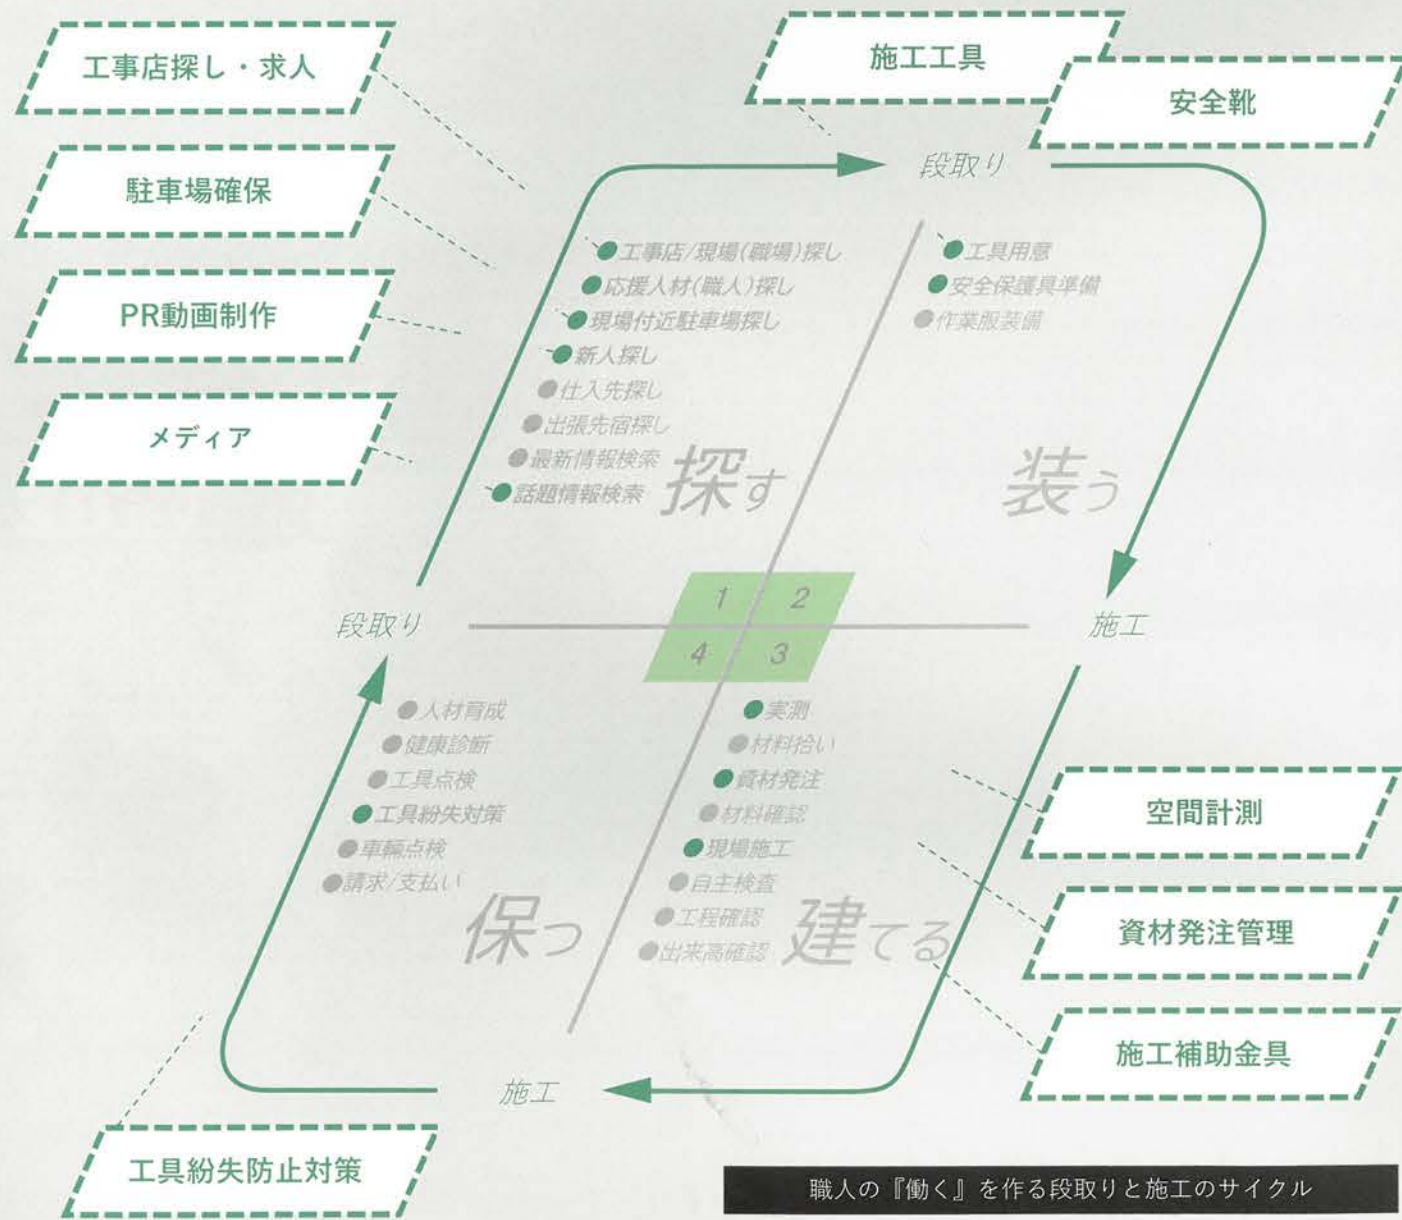 工事店探し・求人
駐車場確保
PR動画制作
メディア
施工工具
安全靴
段取り
●工事店/現場(職場)探し
●応援人材(職人)探し
●現場付近駐車場探し
●新人探し
●仕入先探し
●出張先宿探し
●最新情報検索
●話題情報検索
探す
●工具用意
●安全保護具準備
●作業服装備
装う
1
2
4
3
段取り
施工
●人材育成
●健康診断
●工具点検
●工具紛失対策
●車輛点検
●請求/支払い
保つ
●実測
●材料拾い
●資材発注
●材料確認
●現場施工
●自主検査
●工程確認
●出来高確認
建てる
空間計測
資材発注管理
施工補助金具
施工
工具紛失防止対策
職人の『働く』を作る段取りと施工のサイクル